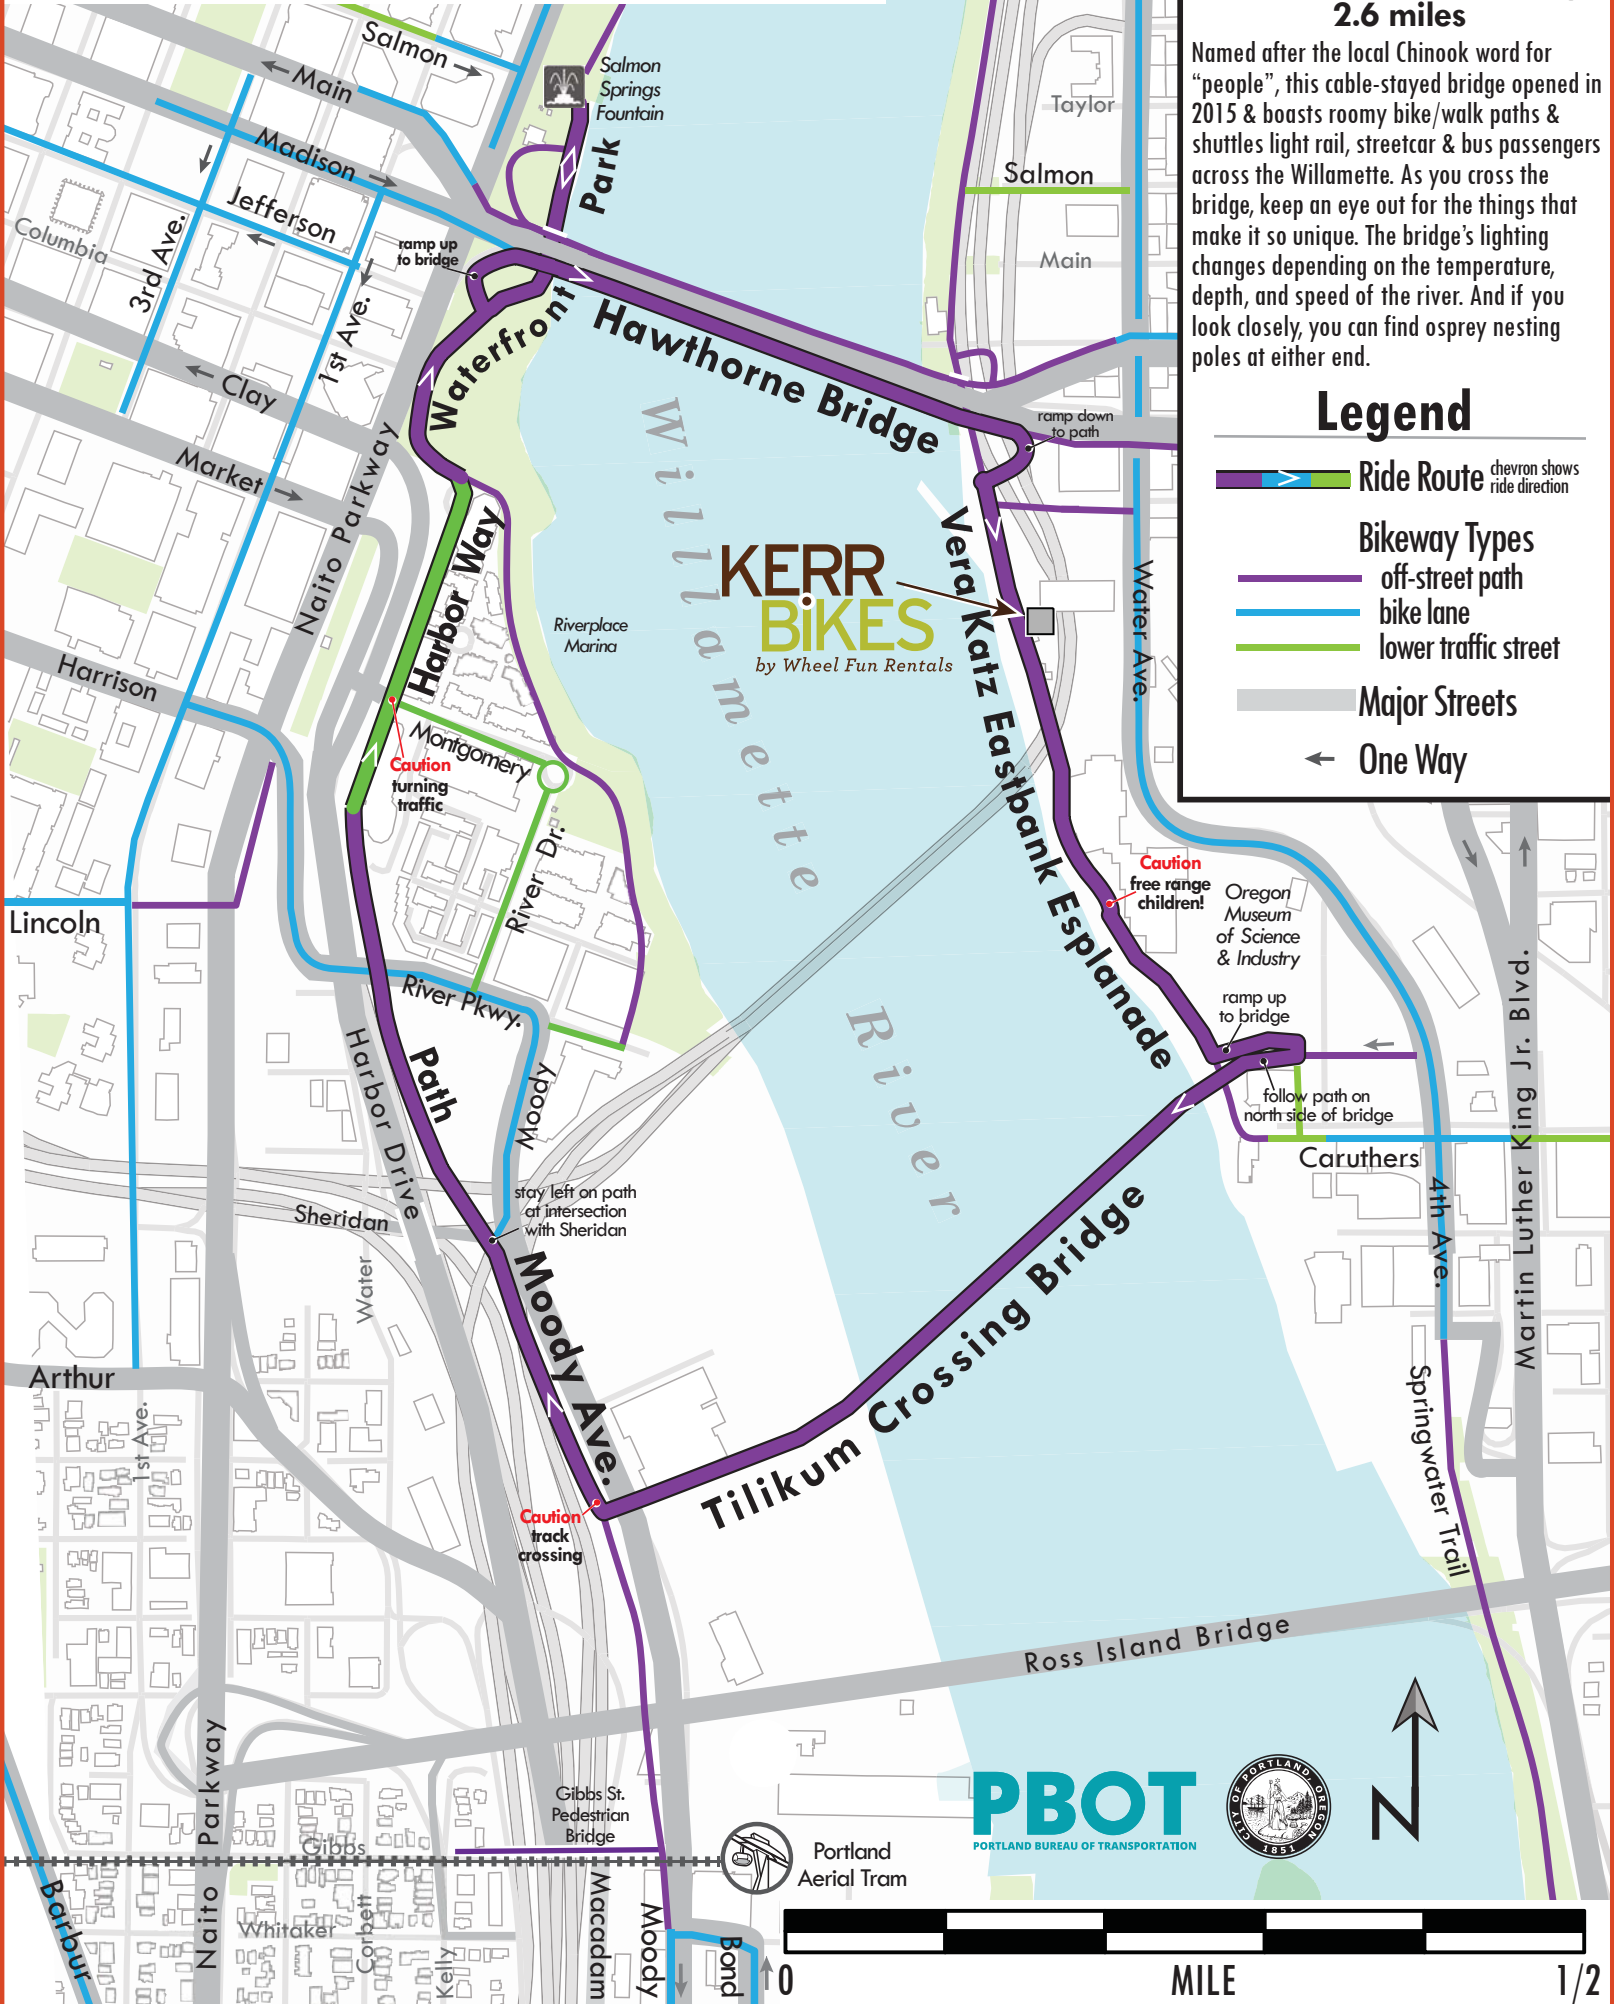 2.6 miles
Named after the local Chinook word for
“people”, this cable-stayed bridge opened in
2015 & boasts roomy bike/walk paths &
shuttles light rail, streetcar & bus passengers
across the Willamette. As you cross the
bridge, keep an eye out for the things that
make it so unique. The bridge’s lighting
changes depending on the temperature,
depth, and speed of the river. And if you
look closely, you can find osprey nesting
poles at either end.
Legend
Ride Route
chevron shows
ride direction
Bikeway Types
off-street path
bike lane
lower traffic street
Major Streets
One Way
Salmon
Main
Madison
Jefferson
Columbia
3rd Ave.
1st Ave.
Clay
Market
Naito Parkway
Harrison
Salmon
Springs
Fountain
Park
ramp up
to bridge
Waterfront
Hawthorne Bridge
Taylor
Salmon
Main
ramp down
to path
Harbor Way
Riverplace
Marina
Willamette
River
KERR
BiKES
by Wheel Fun Rentals
Vera Katz Eastbank Esplanade
Water Ave.
Montgomery
Caution
turning
traffic
River Dr.
Lincoln
River Pkwy.
Caution
free range
children!
Oregon
Museum
of Science
& Industry
ramp up
to bridge
follow path on
north side of bridge
Caruthers
4th Ave.
Martin Luther King Jr. Blvd.
Harbor Drive
Path
Moody
stay left on path
at intersection
with Sheridan
Sheridan
Water
Moody Ave.
Tilikum Crossing Bridge
Arthur
1st Ave.
Springwater Trail
Caution
track
crossing
Ross Island Bridge
Naito Parkway
Gibbs St.
Pedestrian
Bridge
Gibbs
Portland
Aerial Tram
Barbur
Whitaker
Corbett
Kelly
Macadam
Moody
Bond
PBOT
PORTLAND BUREAU OF TRANSPORTATION
CITY OF PORTLAND, OREGON
1851
N
0
MILE
1/2